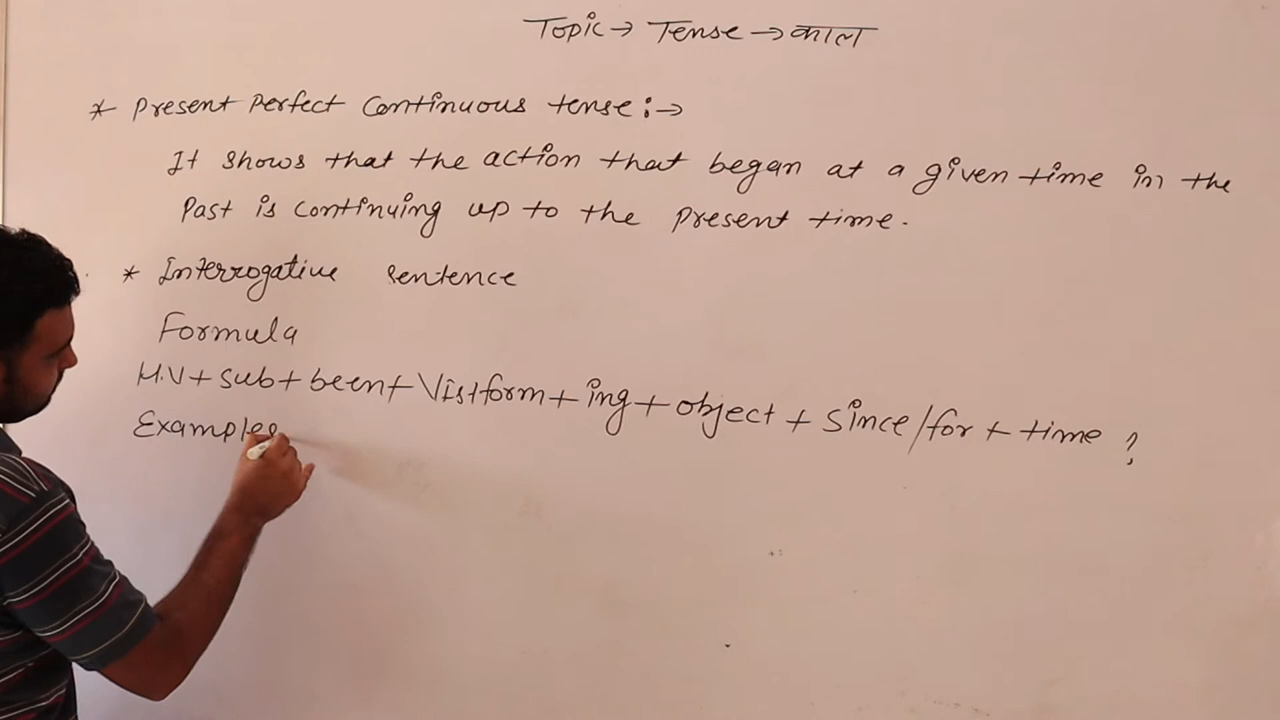 Topic → Tense → काल
* Present Perfect Continuous tense :→
It shows that the action that began at a given time in the
Past is continuing up to the present time.
* Interrogative sentence
Formula
H.V + sub + been + V1st form + ing + object + since/for + time ?
Examples